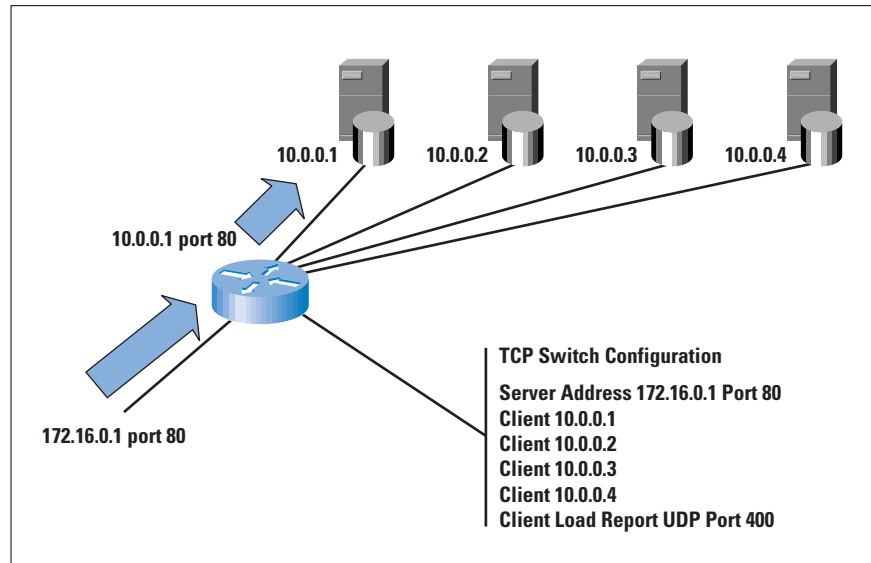 10.0.0.1
10.0.0.2
10.0.0.3
10.0.0.4
10.0.0.1 port 80
172.16.0.1 port 80
TCP Switch Configuration
Server Address 172.16.0.1 Port 80
Client 10.0.0.1
Client 10.0.0.2
Client 10.0.0.3
Client 10.0.0.4
Client Load Report UDP Port 400